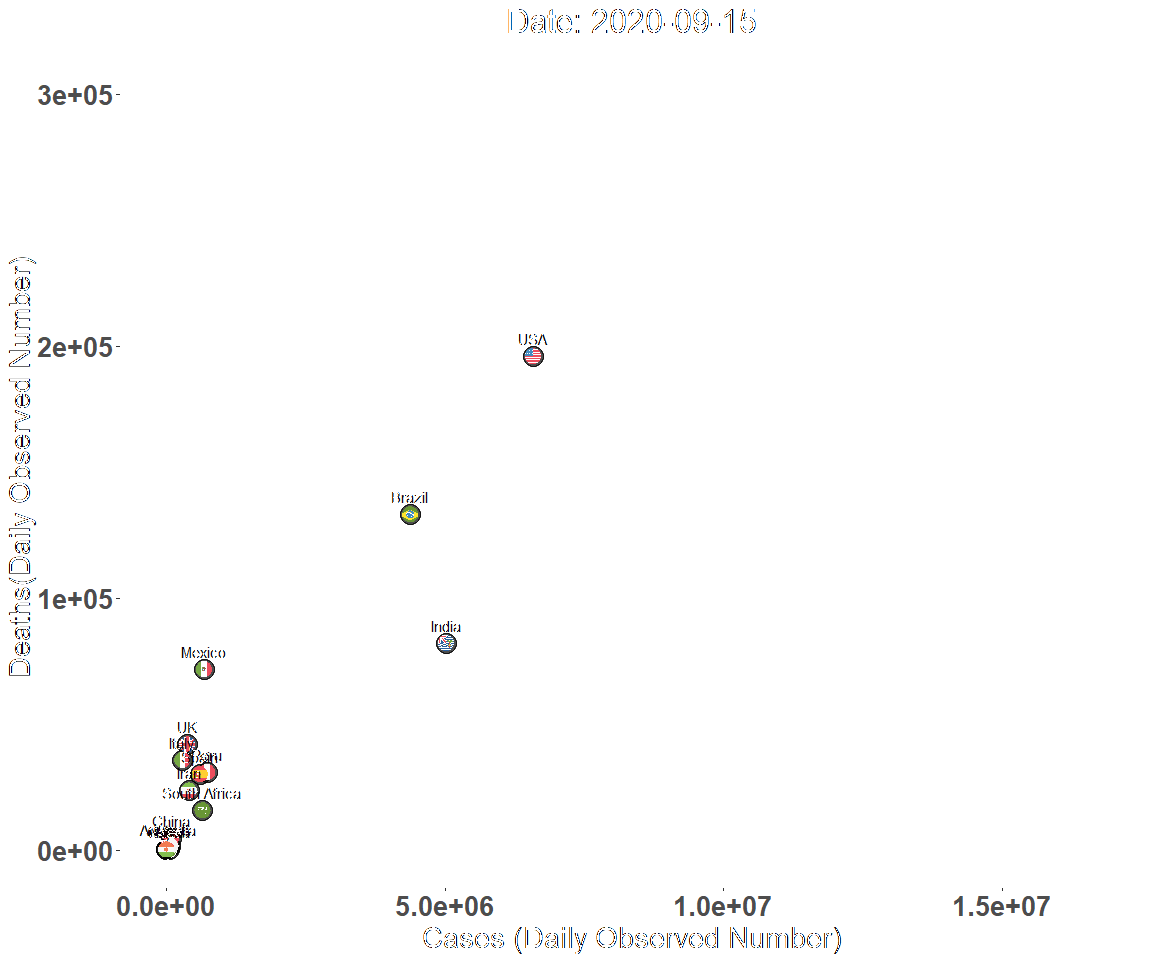 Date: 2020-09-15
3e+05
USA
2e+05
Brazil
1e+05
India
Mexico
UK
Italy
Peru
Iran
South Africa
China
0e+00
0.0e+00 5.0e+06 1.0e+07 1.5e+07
Cases (Daily Observed Number)
Deaths(Daily Observed Number)